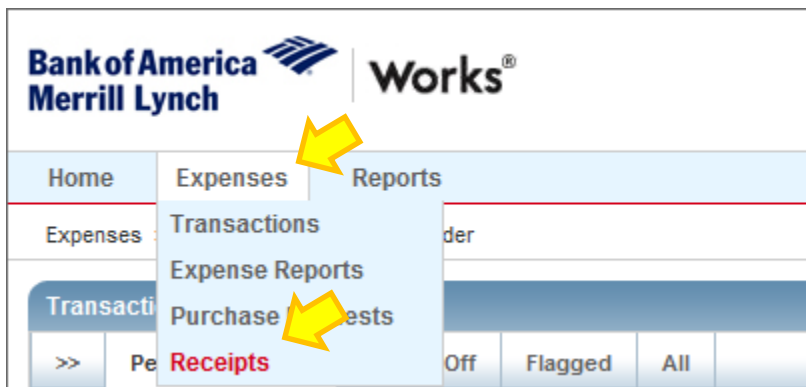 Bank of America
Merrill Lynch
Works®
Home Expenses Reports
Expenses der
Transactions
Expense Reports
Transacti
Purchase ests
>> Pe Receipts Off Flagged All